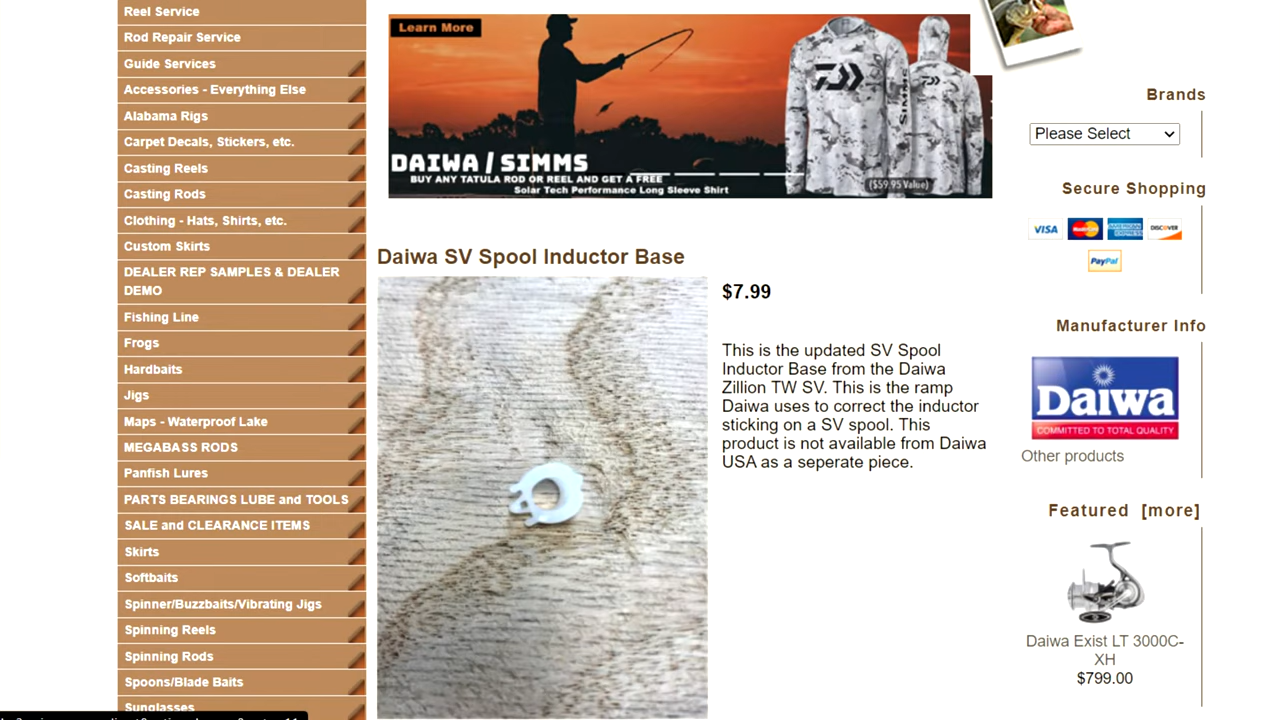 Reel Service
Rod Repair Service
Guide Services
Accessories - Everything Else
Alabama Rigs
Carpet Decals, Stickers, etc.
Casting Reels
Casting Rods
Clothing - Hats, Shirts, etc.
Custom Skirts
DEALER REP SAMPLES & DEALER
DEMO
Fishing Line
Frogs
Hardbaits
Jigs
Maps - Waterproof Lake
MEGABASS RODS
Panfish Lures
PARTS BEARINGS LUBE and TOOLS
SALE and CLEARANCE ITEMS
Skirts
Softbaits
Spinner/Buzzbaits/Vibrating Jigs
Spinning Reels
Spinning Rods
Spoons/Blade Baits
Sunglasses
Learn More
SIMMS
DAIWA / SIMMS
BUY ANY TATULA ROD OR REEL AND GET A FREE
Solar Tech Performance Long Sleeve Shirt
($59.95 Value)
Daiwa SV Spool Inductor Base
$7.99
This is the updated SV Spool
Inductor Base from the Daiwa
Zillion TW SV. This is the ramp
Daiwa uses to correct the inductor
sticking on a SV spool. This
product is not available from Daiwa
USA as a seperate piece.
Brands
Please Select
Secure Shopping
VISA
MasterCard
AMERICAN EXPRESS
DISCOVER
PayPal
Manufacturer Info
Daiwa
COMMITTED TO TOTAL QUALITY
Other products
Featured [more]
Daiwa Exist LT 3000C-
XH
$799.00